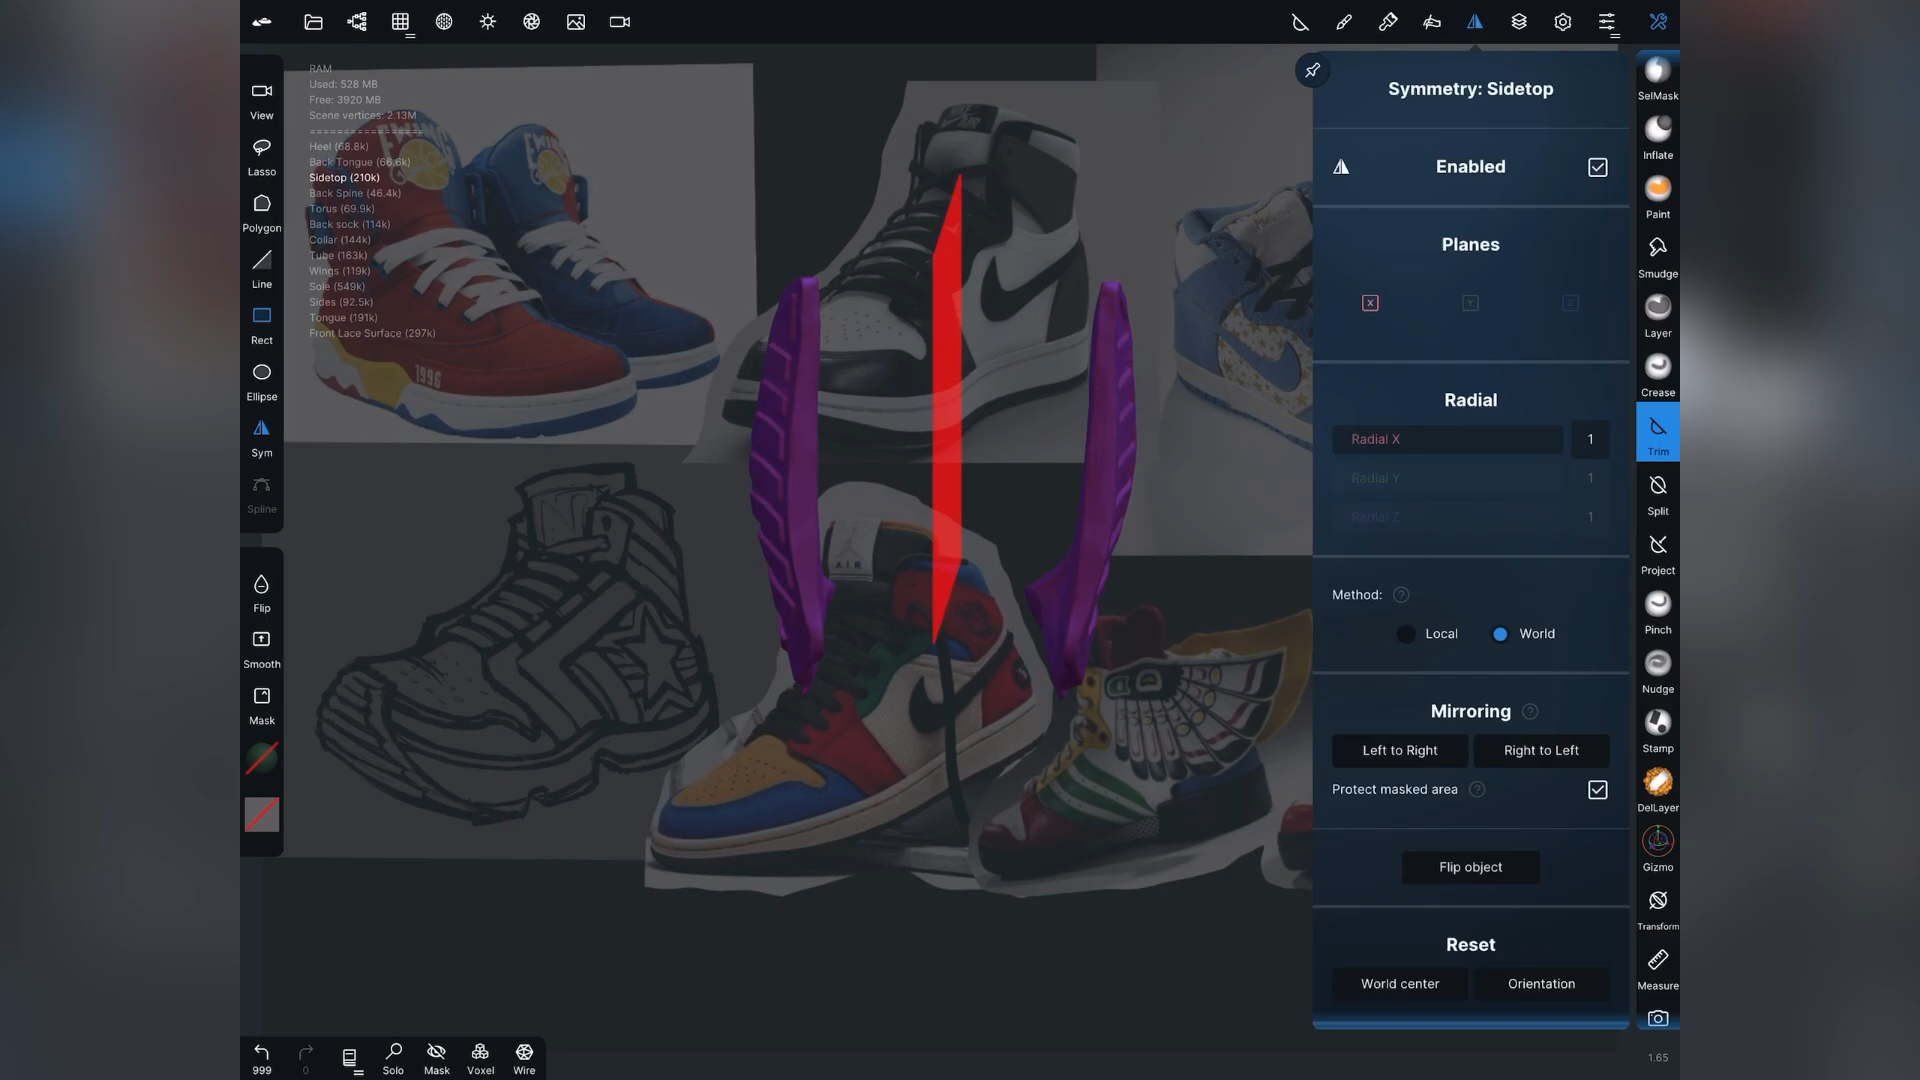 RAM
Used: 528 MB
Free: 3920 MB
Scene vertices: 2.13M
==================
Heel (68.8k)
Back Tongue (66.6k)
Sidetop (210k)
Back Spine (46.4k)
Torus (69.9k)
Back sock (114k)
Collar (144k)
Tube (163k)
Wings (119k)
Sole (549k)
Sides (92.5k)
Tongue (191k)
Front Lace Surface (297k)
View
Lasso
Polygon
Line
Rect
Ellipse
Sym
Spline
Flip
Smooth
Mask
999
0
Solo
Mask
Voxel
Wire
EWING
EWING
1996
AIR
AIR
Symmetry: Sidetop
Enabled
Planes
X
Y
Z
Radial
Radial X 1
Radial Y 1
Radial Z 1
Method: ?
Local
World
Mirroring ?
Left to Right
Right to Left
Protect masked area ?
Flip object
Reset
World center
Orientation
SelMask
Inflate
Paint
Smudge
Layer
Crease
Trim
Split
Project
Pinch
Nudge
Stamp
DelLayer
Gizmo
Transform
Measure
1.65